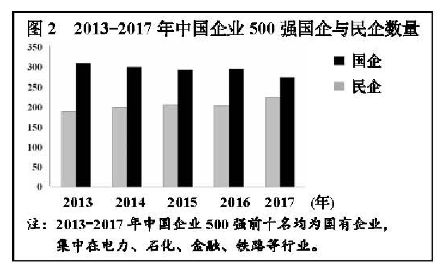 图 2 2013-2017 年中国企业 500 强国企与民企数量
350
300
250
200
150
100
50
0
国企
民企
2013 2014 2015 2016 2017 (年)
注：2013-2017 年中国企业 500 强前十名均为国有企业，
集中在电力、石化、金融、铁路等行业。